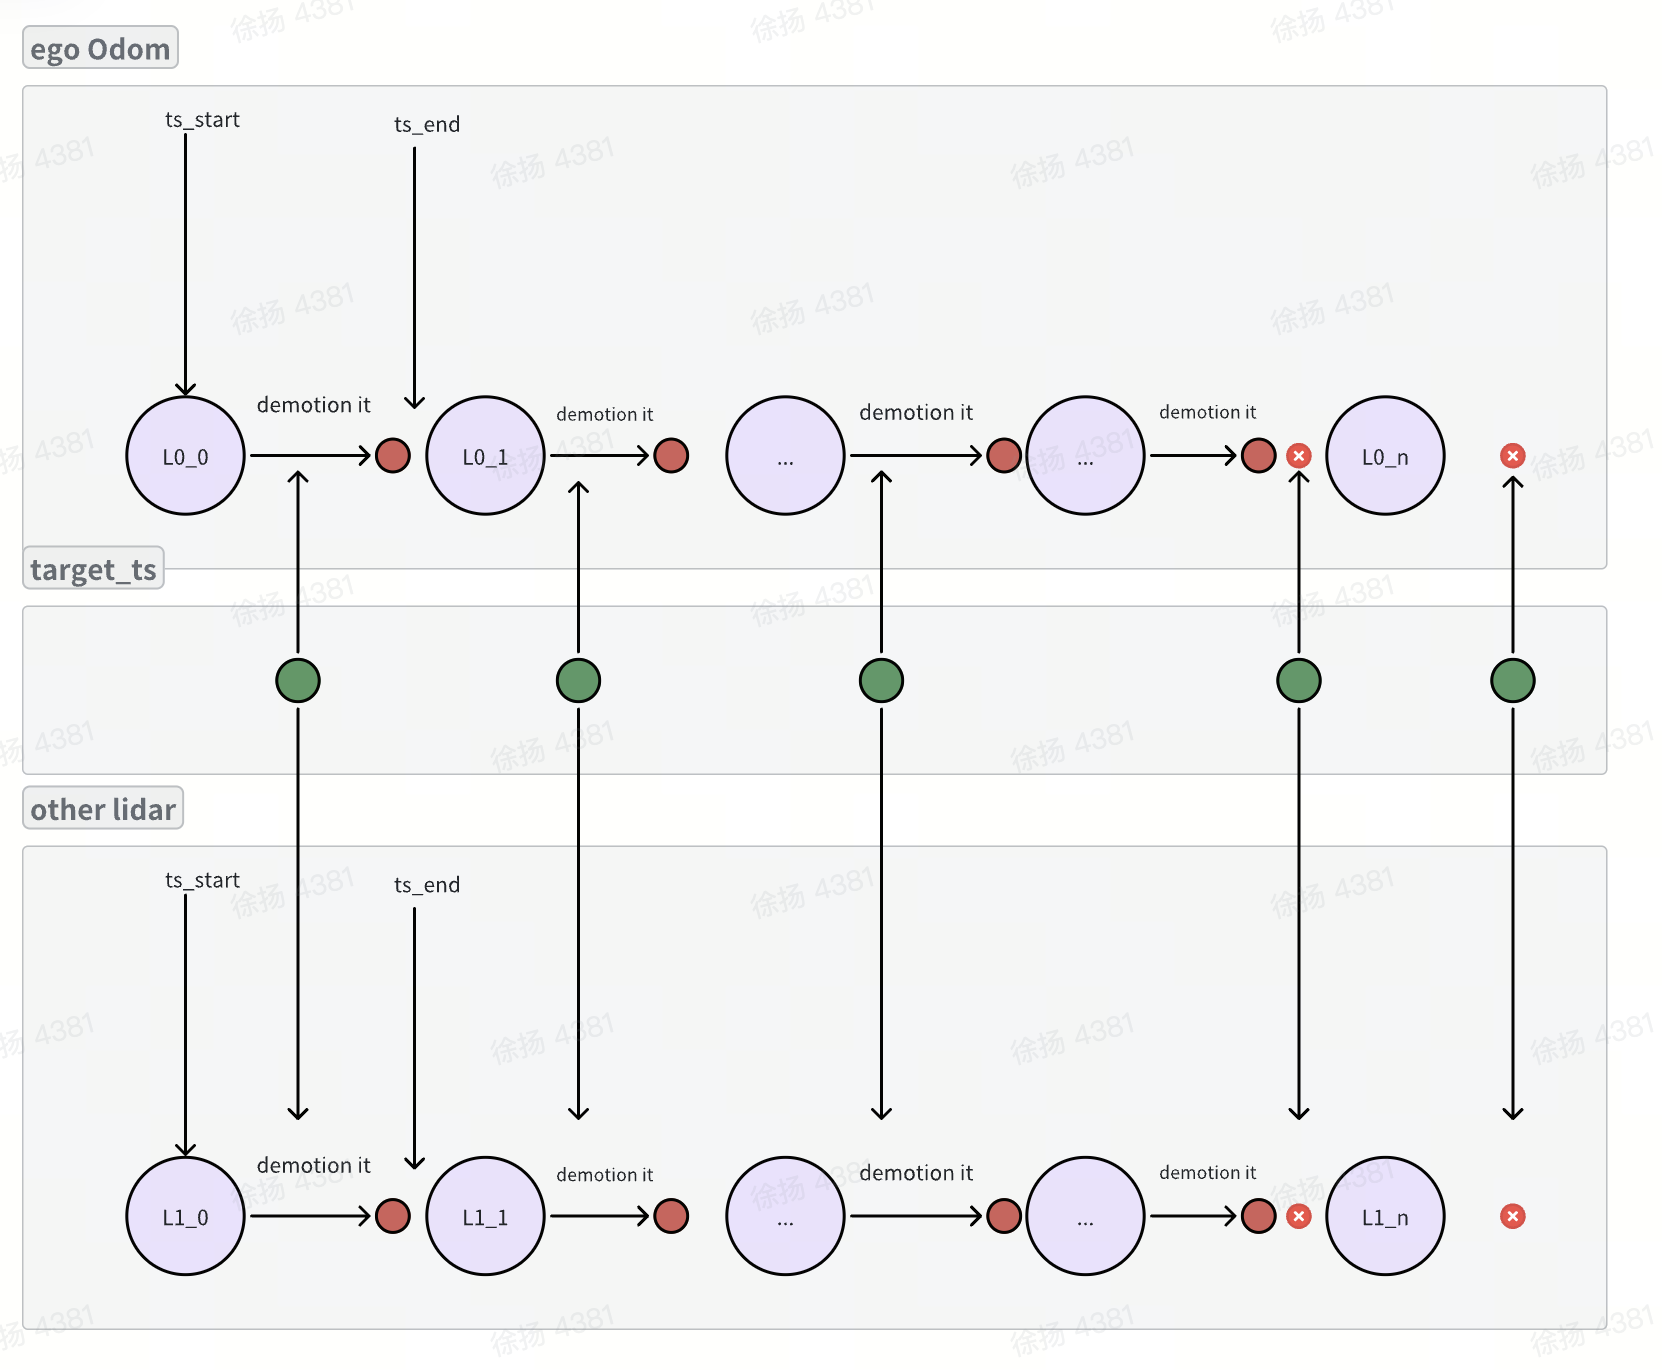 ego Odom
ts_start
ts_end
demotion it
demotion it
demotion it
demotion it
L0_0
L0_1
...
...
L0_n
target_ts
other lidar
ts_start
ts_end
demotion it
demotion it
demotion it
demotion it
L1_0
L1_1
...
...
L1_n
徐扬 4381